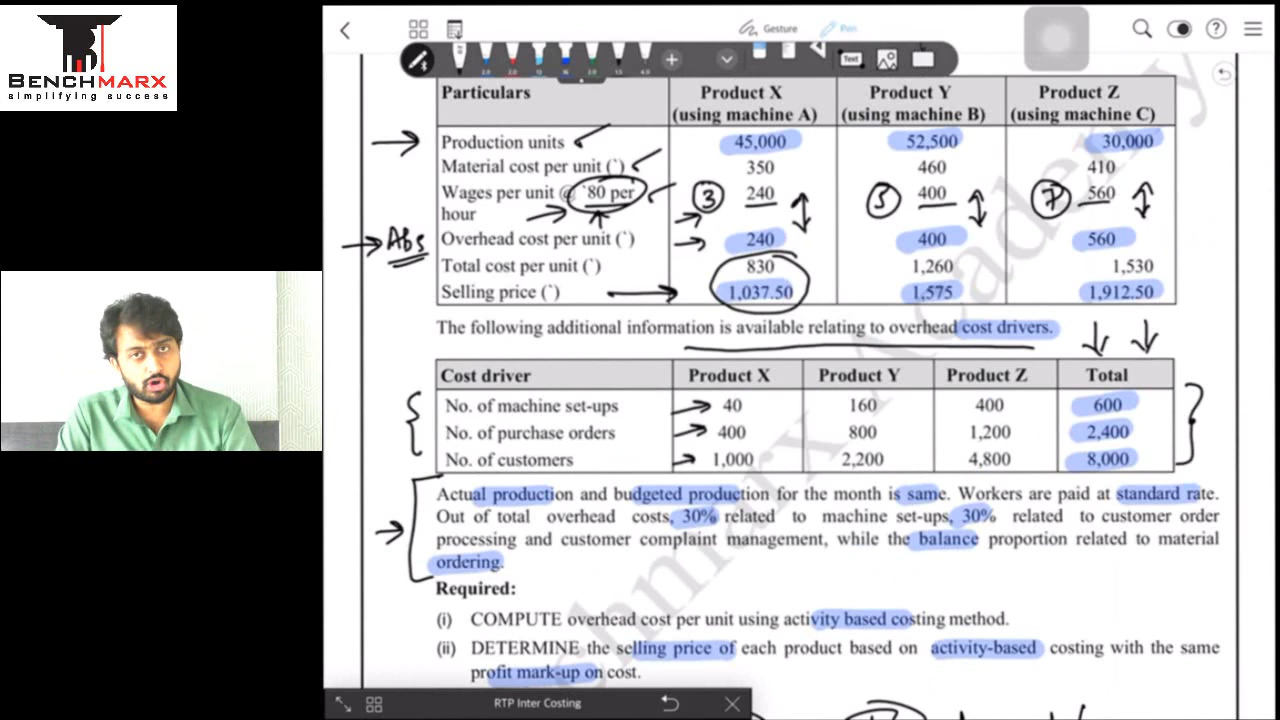 BENCHMARX
simplifying success
Gesture
Pen
Text
Particulars Product X Product Y Product Z
(using machine A) (using machine B) (using machine C)
Production units 45,000 52,500 30,000
Material cost per unit (`) 350 460 410
Wages per unit @ `80 per 3 240 5 400 7 560
hour
Abs Overhead cost per unit (`) 240 400 560
Total cost per unit (`) 830 1,260 1,530
Selling price (`) 1,037.50 1,575 1,912.50
The following additional information is available relating to overhead cost drivers.
Cost driver Product X Product Y Product Z Total
No. of machine set-ups 40 160 400 600
No. of purchase orders 400 800 1,200 2,400
No. of customers 1,000 2,200 4,800 8,000
Actual production and budgeted production for the month is same. Workers are paid at standard rate.
Out of total overhead costs, 30% related to machine set-ups, 30% related to customer order
processing and customer complaint management, while the balance proportion related to material
ordering.
Required:
(i) COMPUTE overhead cost per unit using activity based costing method.
(ii) DETERMINE the selling price of each product based on activity-based costing with the same
profit mark-up on cost.
RTP Inter Costing